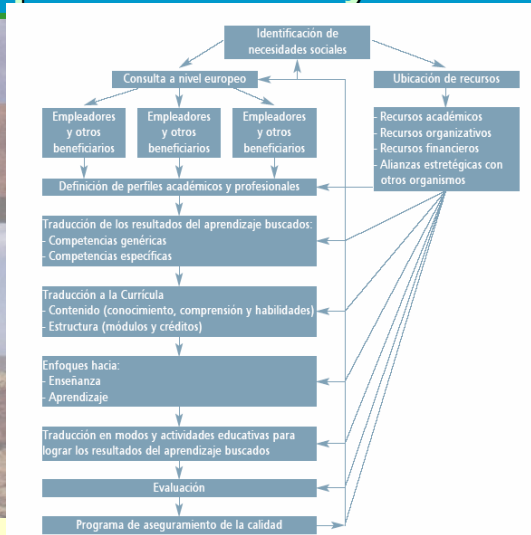 Identificación de
necesidades sociales
Consulta a nivel europeo
Ubicación de recursos
Empleadores
y otros
beneficiarios
Empleadores
y otros
beneficiarios
Empleadores
y otros
beneficiarios
- Recursos académicos
- Recursos organizativos
- Recursos financieros
- Alianzas estretégicas con
otros organismos
Definición de perfiles académicos y profesionales
Traducción de los resultados del aprendizaje buscados:
- Competencias genéricas
- Competencias específicas
Traducción a la Currícula
- Contenido (conocimiento, comprensión y habilidades)
- Estructura (módulos y créditos)
Enfoques hacia:
- Enseñanza
- Aprendizaje
Traducción en modos y actividades educativas para
lograr los resultados del aprendizaje buscados
Evaluación
Programa de aseguramiento de la calidad